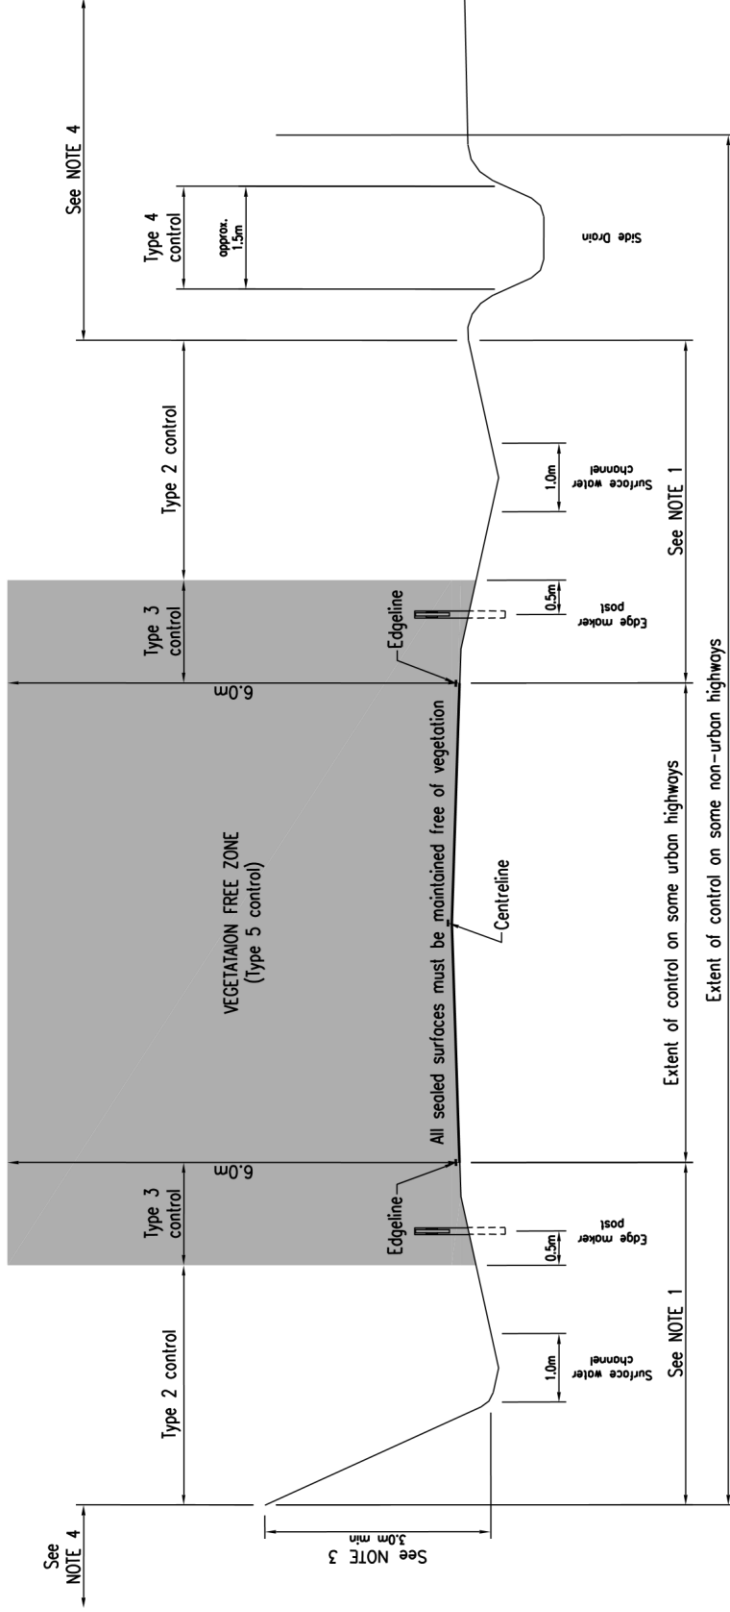 See
NOTE 4
See NOTE 4
Type 2 control
Type 3
control
VEGETATAION FREE ZONE
(Type 5 control)
Type 3
control
Type 2 control
Type 4
control
approx.
1.5m
6.0m
6.0m
See NOTE 3
3.0m min
Edgeline
All sealed surfaces must be maintained free of vegetation
Edgeline
Centreline
1.0m
Surface water
channel
0.5m
Edge maker
post
0.5m
Edge maker
post
1.0m
Surface water
channel
Side Drain
See NOTE 1
Extent of control on some urban highways
See NOTE 1
Extent of control on some non-urban highways